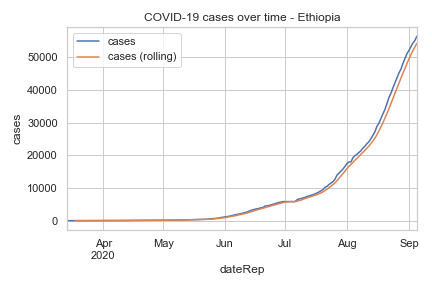 COVID-19 cases over time - Ethiopia
cases
cases (rolling)
cases
50000
40000
30000
20000
10000
0
Apr
2020
May
Jun
Jul
Aug
Sep
dateRep